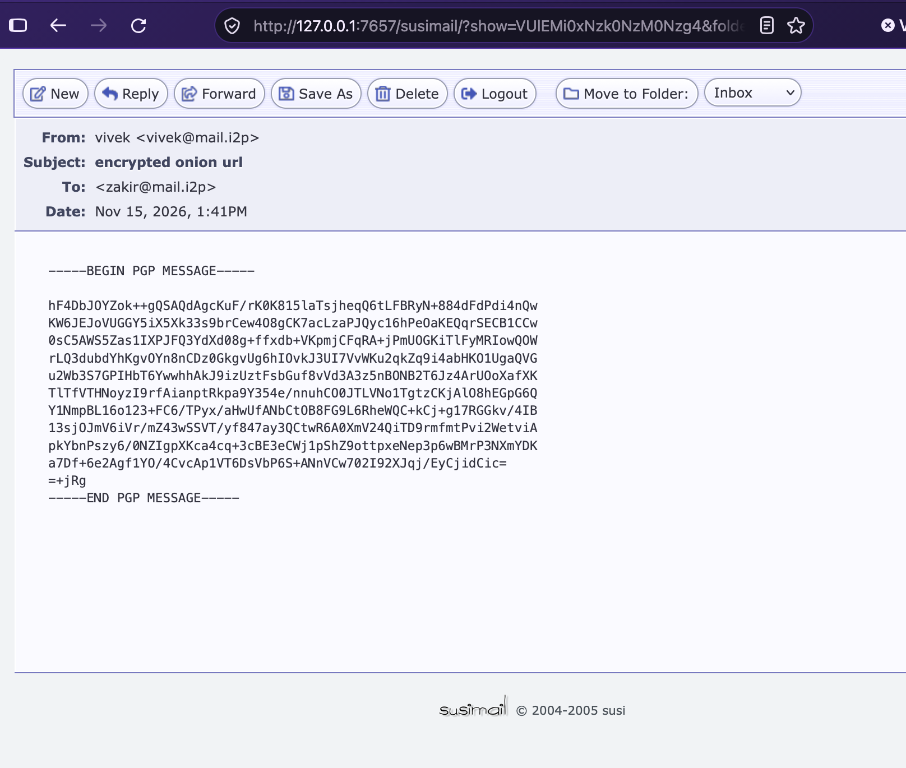 http://127.0.0.1:7657/susimail/?show=VUlEMi0xNzk0NzM0Nzg4&folde
New Reply Forward Save As Delete Logout Move to Folder: Inbox
From: vivek <vivek@mail.i2p>
Subject: encrypted onion url
To: <zakir@mail.i2p>
Date: Nov 15, 2026, 1:41PM
-----BEGIN PGP MESSAGE-----
hF4DbJOYZok++gQSAQdAgcKuF/rK0K815laTsjheqQ6tLFBRyN+884dFdPdi4nQw
KW6JEJoVUGGY5iX5Xk33s9brCew4O8gCK7acLzaPJQyc16hPeOaKEQqrSECB1CCw
0sC5AWS5Zas1IXPJFQ3YdXd08g+ffxdb+VKpmjCFqRA+jPmUOGKiTlFyMRIowQOW
rLQ3dubdYhKgvOYn8nCDz0GkgvUg6hIOvkJ3UI7VvWKu2qkZq9i4abHKO1UgaQVG
u2Wb3S7GPIHbT6YwwhhAkJ9izUztFsbGuf8vVd3A3z5nBONB2T6Jz4ArUOoXafXK
TlTfVTHNoyzI9rfAianptRkpa9Y354e/nnuhCO0JTLVNo1TgtzCKjAlO8hEGpG6Q
Y1NmpBL16o123+FC6/TPyx/aHwUfANbCtOB8FG9L6RheWQC+kCj+g17RGGkv/4IB
13sjOJmV6iVr/mZ43wSSVT/yf847ay3QCtwR6A0XmV24QiTD9rmfmtPvi2WetviA
pkYbnPszy6/0NZIgpXKca4cq+3cBE3eCWj1pShZ9ottpxeNep3p6wBMrP3NXmYDK
a7Df+6e2Agf1YO/4CvcAp1VT6DsVbP6S+ANnVCw702I92XJqj/EyCjidCic=
=+jRg
-----END PGP MESSAGE-----
susimail © 2004-2005 susi